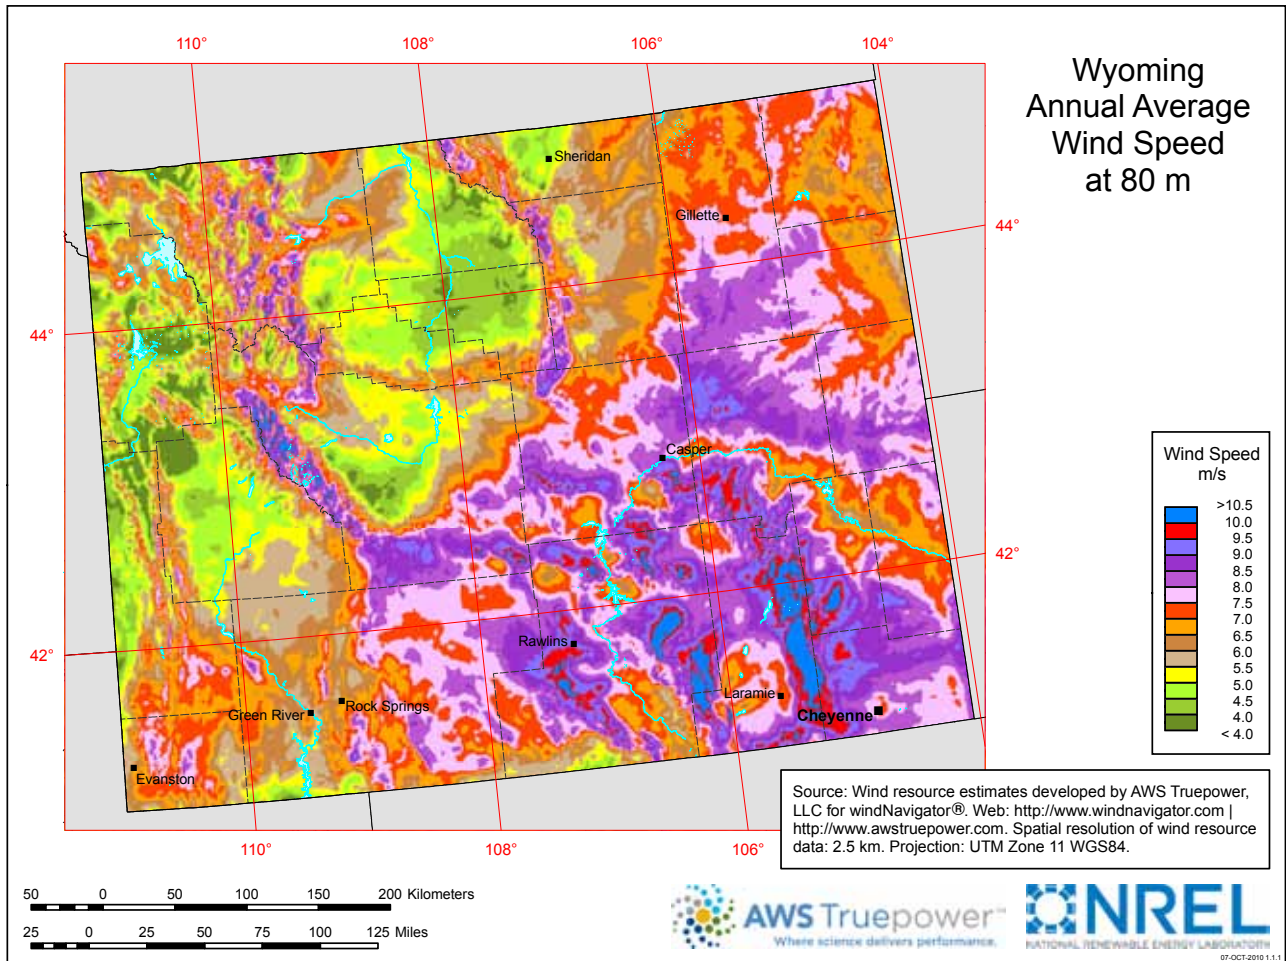 Wyoming
Annual Average
Wind Speed
at 80 m
110°
108°
106°
104°
Sheridan
Gillette
44°
44°
Casper
42°
Rawlins
42°
Laramie
Cheyenne
Green River
Rock Springs
Evanston
110°
108°
106°
Wind Speed
m/s
>10.5
10.0
9.5
9.0
8.5
8.0
7.5
7.0
6.5
6.0
5.5
5.0
4.5
4.0
< 4.0
Source: Wind resource estimates developed by AWS Truepower,
LLC for windNavigator®. Web: http://www.windnavigator.com |
http://www.awstruepower.com. Spatial resolution of wind resource
data: 2.5 km. Projection: UTM Zone 11 WGS84.
50 0 50 100 150 200 Kilometers
25 0 25 50 75 100 125 Miles
AWS Truepower™
Where science delivers performance.
NREL
NATIONAL RENEWABLE ENERGY LABORATORY
07-OCT-2010 1.1.1